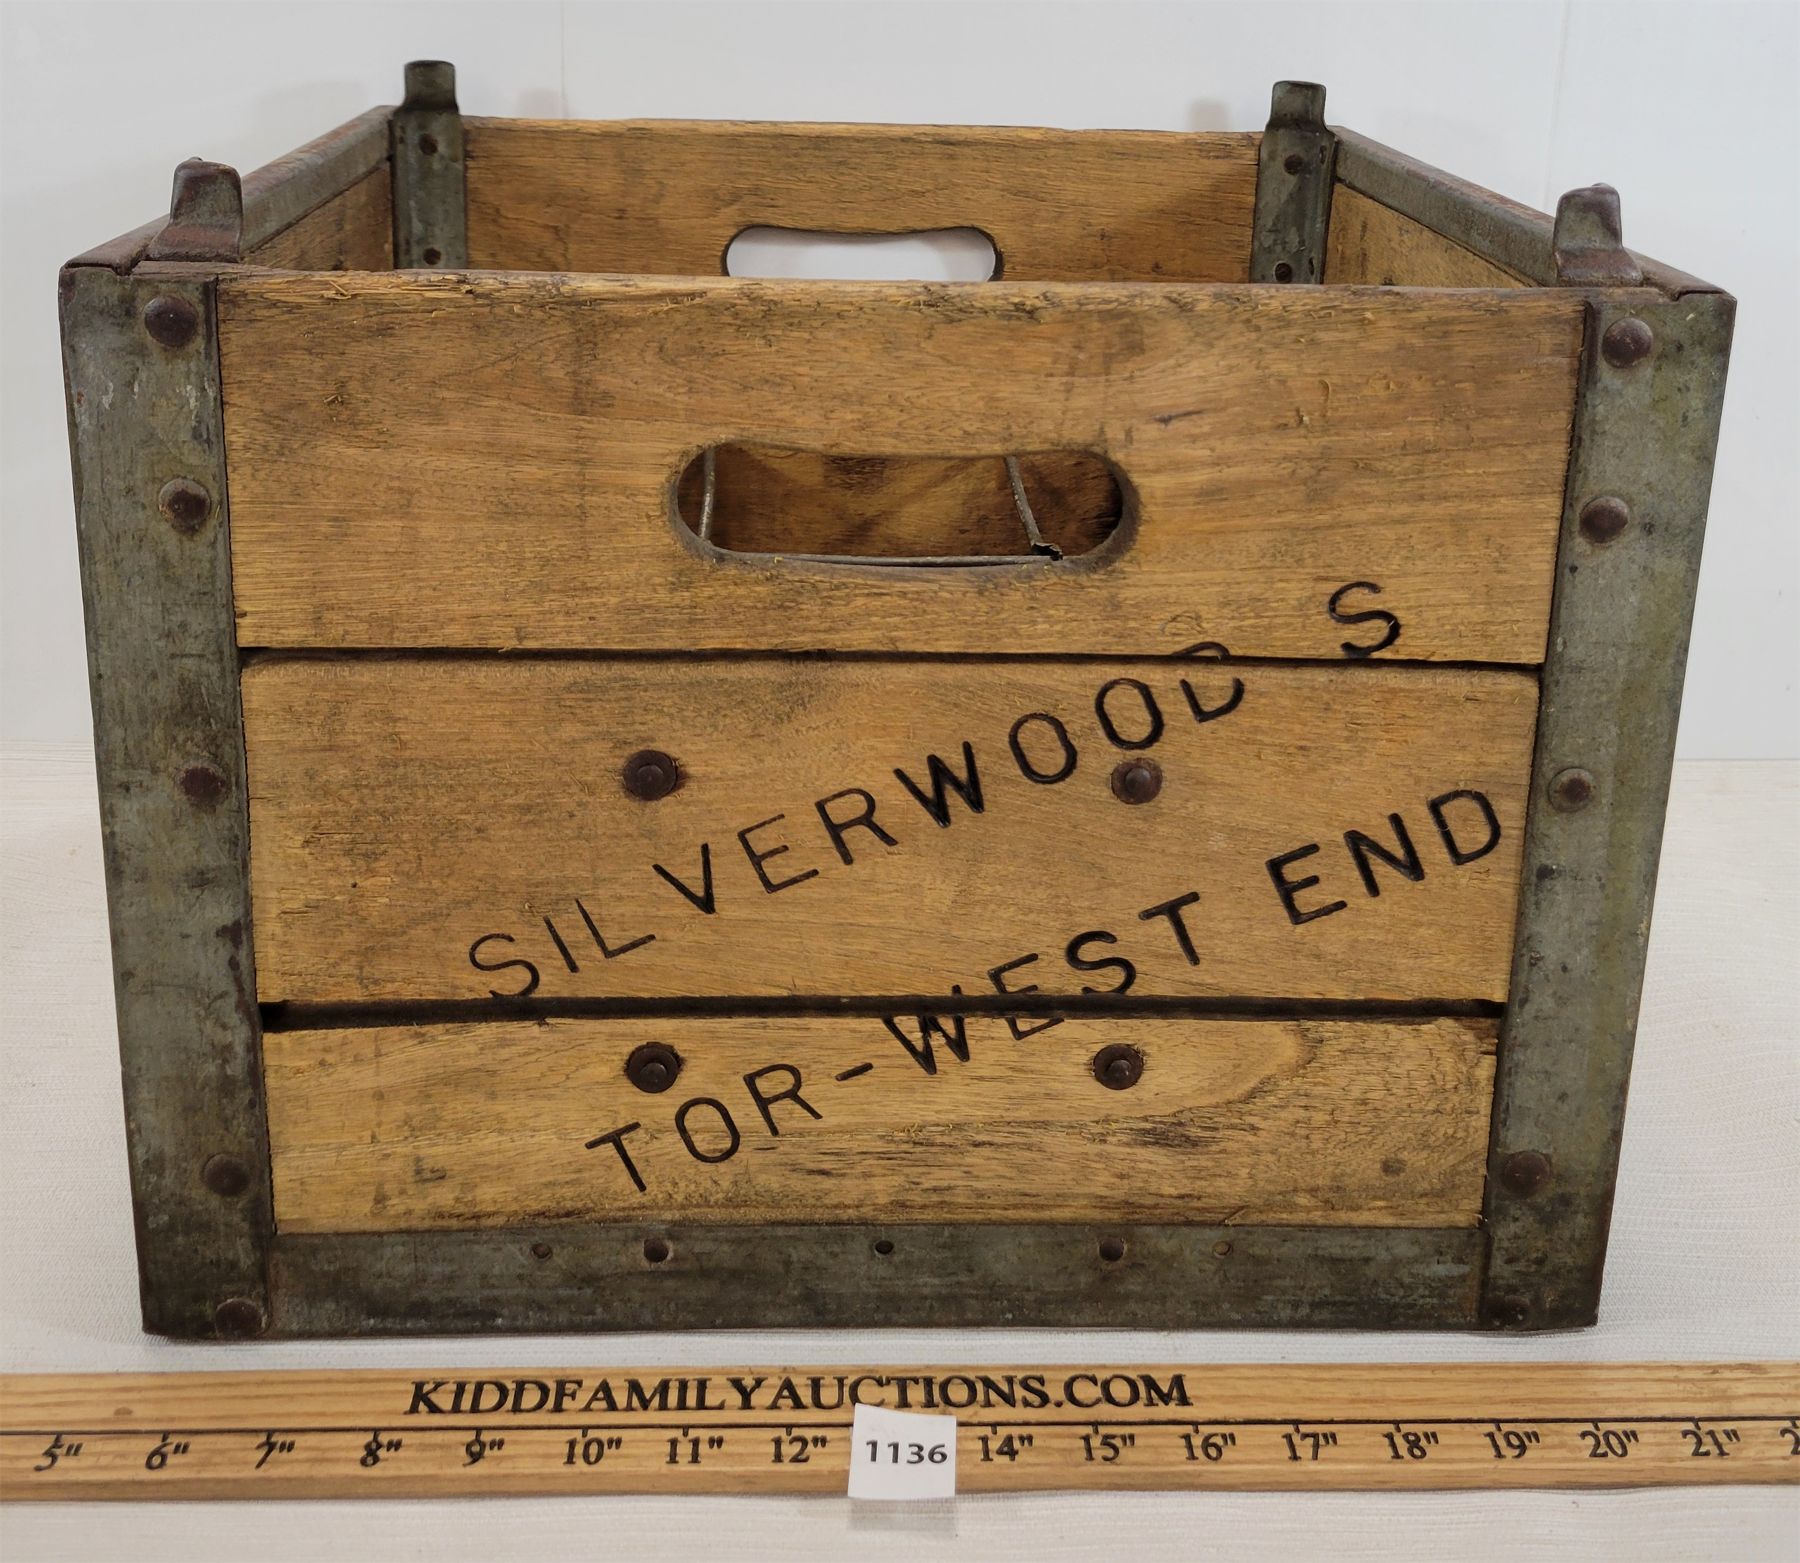 SILVERWOOD S
TOR-WEST END
KIDDFAMILYAUCTIONS.COM
5" 6" 7" 8" 9" 10" 11" 12" 1136 14" 15" 16" 17" 18" 19" 20" 21" 2